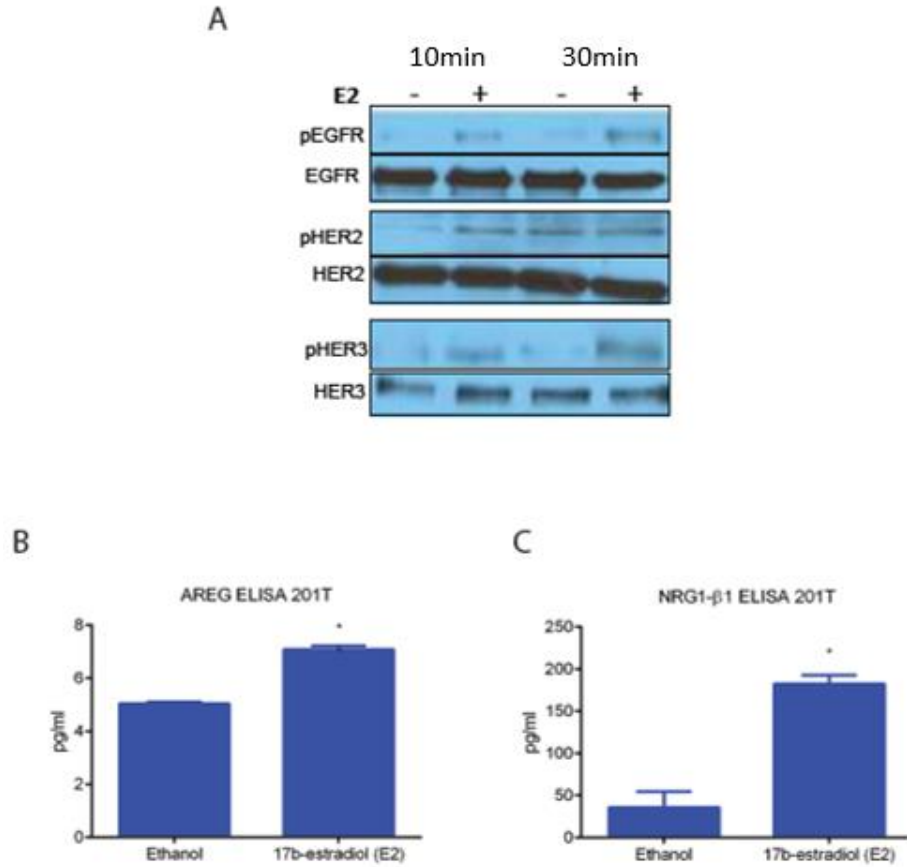 A
10min 30min
E2 - + - +
pEGFR
EGFR
pHER2
HER2
pHER3
HER3
B
AREG ELISA 201T
8
6
4
2
0
pg/ml
*
Ethanol 17b-estradiol (E2)
C
NRG1-β1 ELISA 201T
250
200
150
100
50
0
pg/ml
*
Ethanol 17b-estradiol (E2)